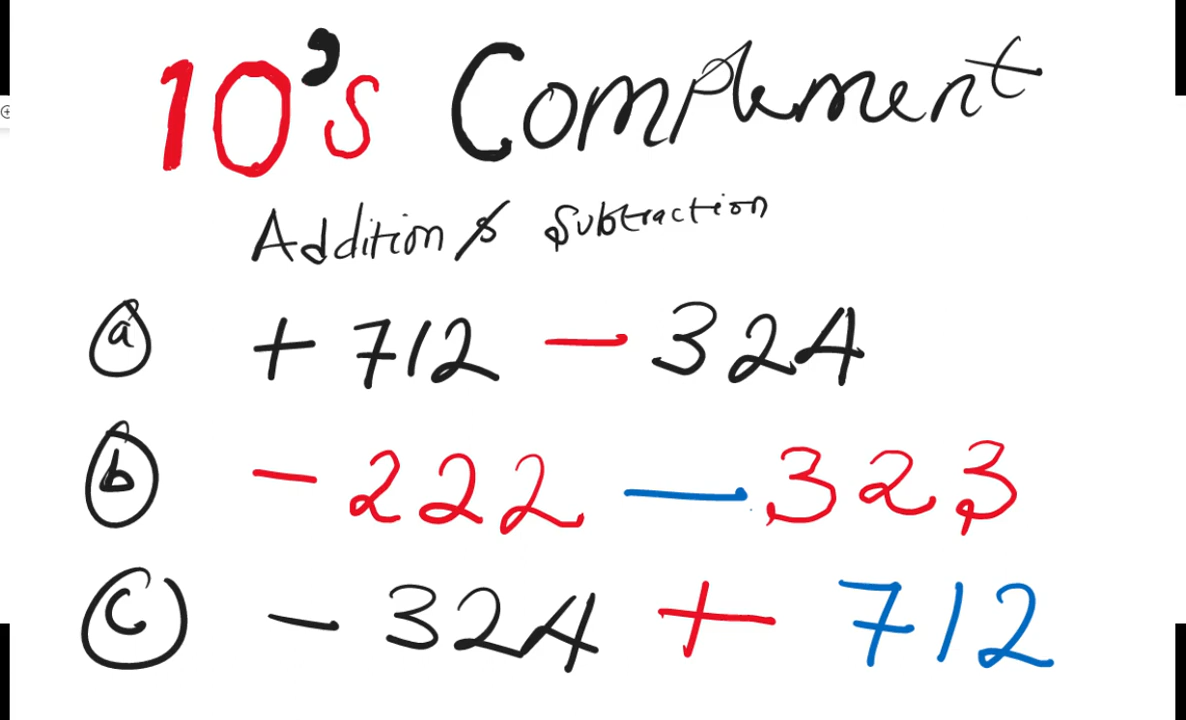 10's Complement
Addition & Subtraction
a + 712 - 324
b - 222 - 323
c - 324 + 712